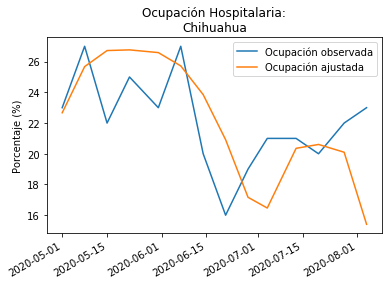 Ocupación Hospitalaria:
Chihuahua
Ocupación observada
Ocupación ajustada
Porcentaje (%)
26
24
22
20
18
16
2020-05-01
2020-05-15
2020-06-01
2020-06-15
2020-07-01
2020-07-15
2020-08-01